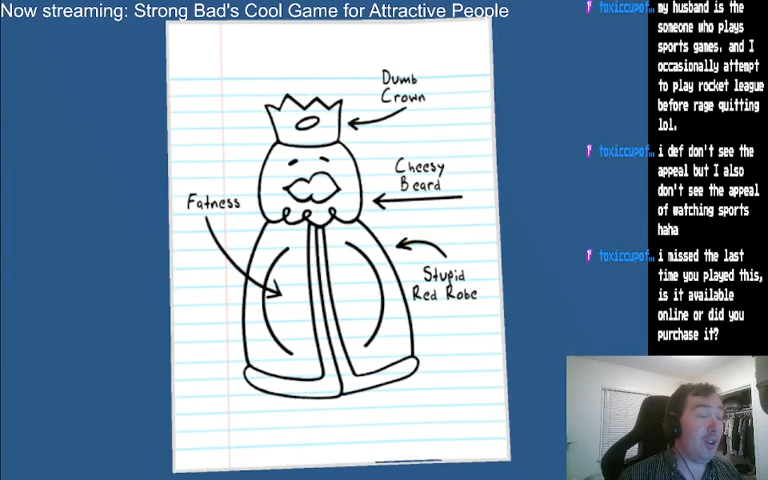 Now streaming: Strong Bad's Cool Game for Attractive People
Dumb
Crown
Cheesy
Beard
Fatness
Stupid
Red Robe
toxiccupof… my husband is the
someone who plays
sports games. and I
occasionally attempt
to play rocket league
before rage quitting
lol.
toxiccupof… i def don't see the
appeal but I also
don't see the appeal
of watching sports
haha
toxiccupof… i missed the last
time you played this,
is it available
online or did you
purchase it?